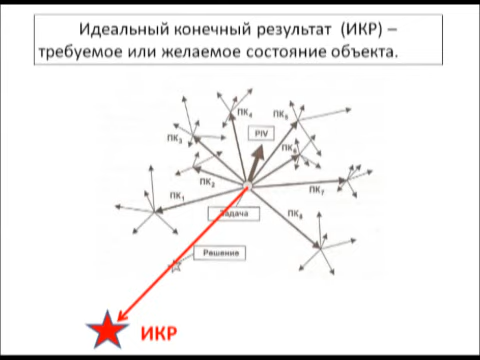 Идеальный конечный результат (ИКР) –
требуемое или желаемое состояние объекта.
ПК4
ПК5
PIV
ПК3
ПК6
ПК2
ПК7
ПК1
Задача
ПК8
Решение
ИКР